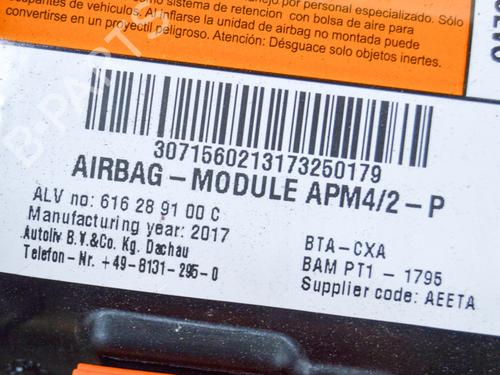 por personal especializado. Sólo
como sistema de retención con bolsa de aire para
ocupantes de vehículos. Al inflarse la unidad de airbag no montada puede
convertirse en un proyectil. Atención: Desguace solo objetos inertes.
3071560213173250179
AIRBAG-MODULE APM4/2-P
ALV no: 616 28 91 00 C
Manufacturing year: 2017
Autoliv B.V.&Co. Kg. Dachau
Telefon-Nr. +49-8131-295-0
BTA-CXA
BAM PT1 - 1795
Supplier code: AEETA
B-PARTS